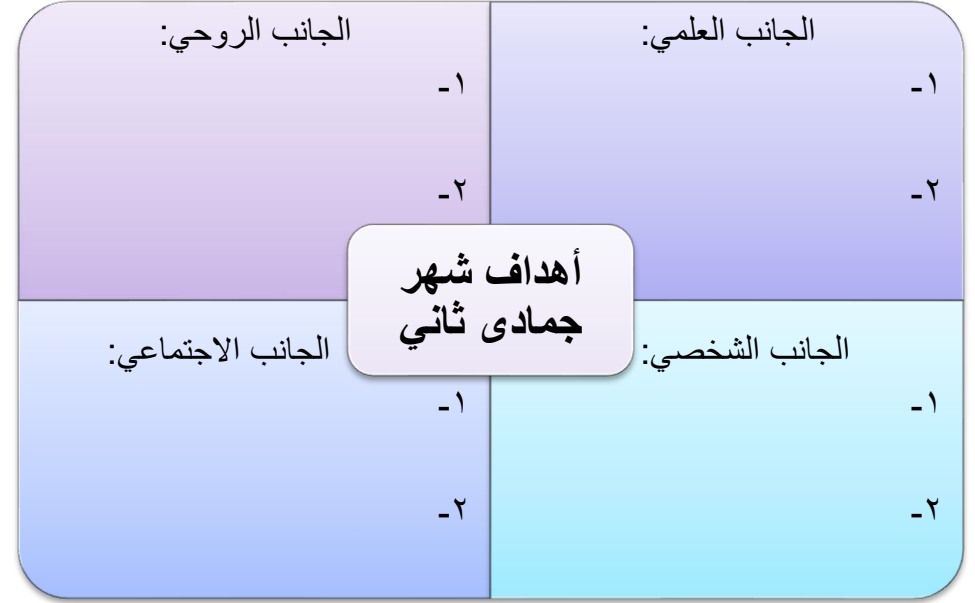 الجانب العلمي:
١-
٢-
الجانب الروحي:
١-
٢-
أهداف شهر
جمادى ثاني
الجانب الشخصي:
١-
٢-
الجانب الاجتماعي:
١-
٢-